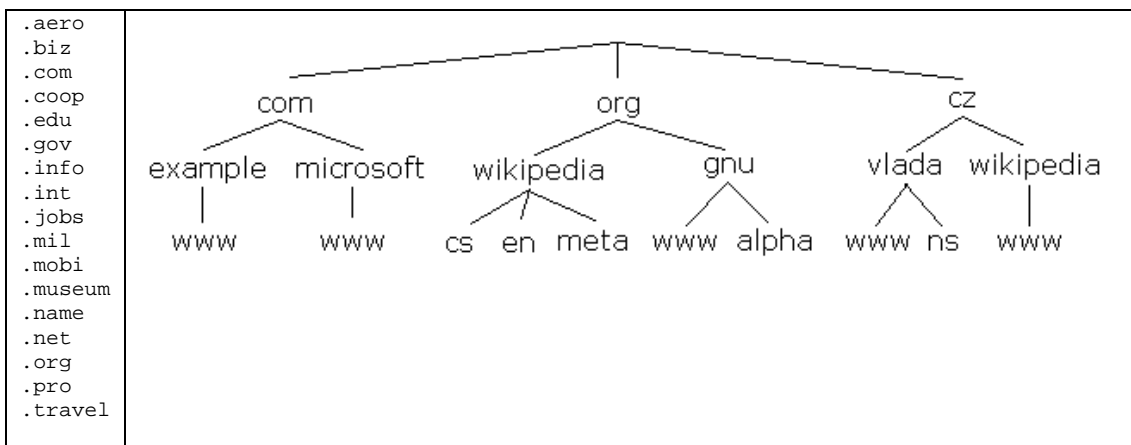 .aero
.biz
.com
.coop
.edu
.gov
.info
.int
.jobs
.mil
.mobi
.museum
.name
.net
.org
.pro
.travel
com org cz
example microsoft wikipedia gnu vlada wikipedia
www www cs en meta www alpha www ns www